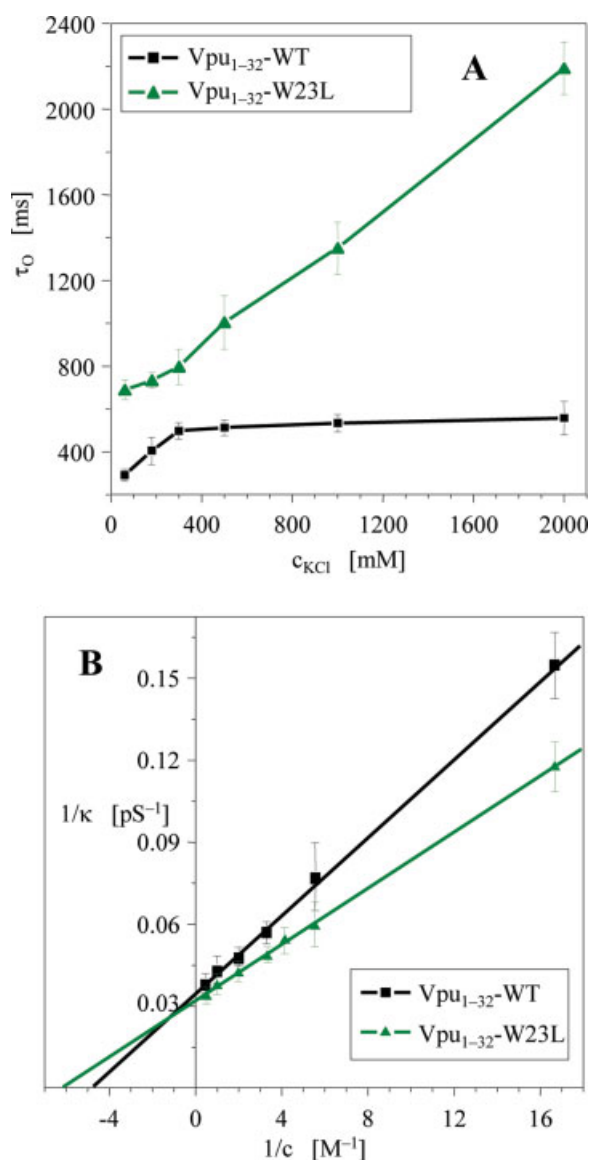 2400
Vpu₁₋₃₂-WT
A
Vpu₁₋₃₂-W23L
2000
1600
τ_O [ms]
1200
800
400
0 400 800 1200 1600 2000
c_KCl [mM]
B
0.15
0.12
1/κ [pS⁻¹]
0.09
0.06
0.03
Vpu₁₋₃₂-WT
Vpu₁₋₃₂-W23L
-4 0 4 8 12 16
1/c [M⁻¹]